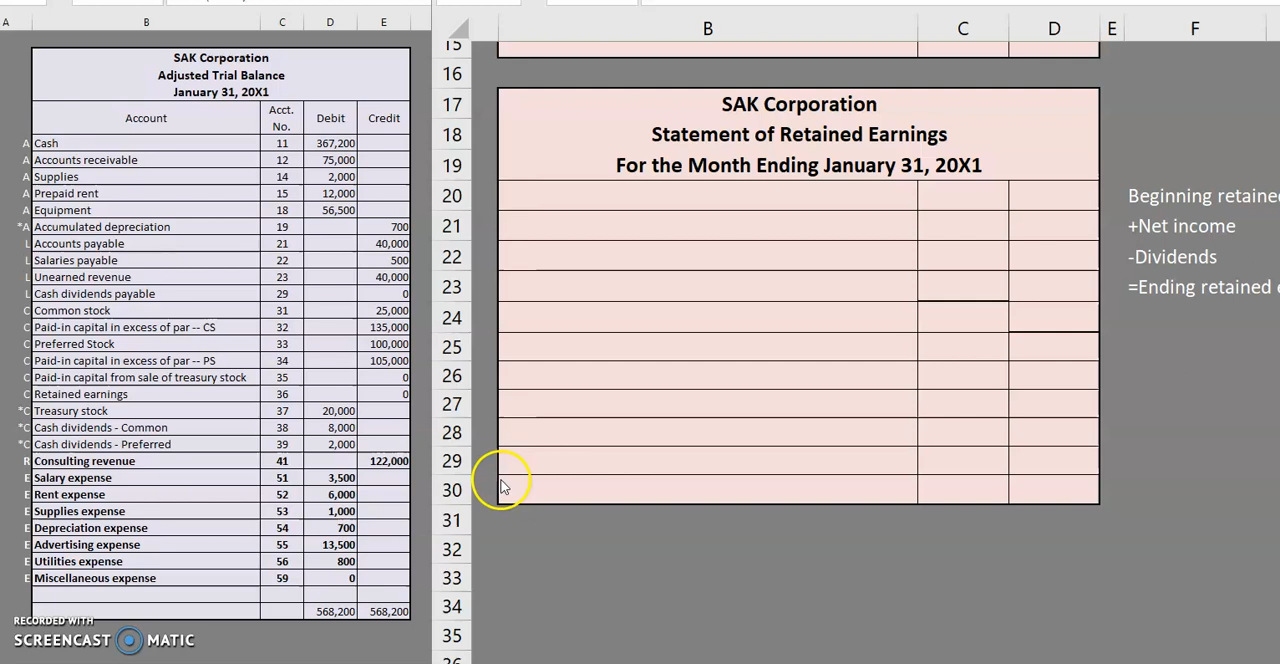 A B C D E
SAK Corporation
Adjusted Trial Balance
January 31, 20X1
Account Acct. No. Debit Credit
A Cash 11 367,200
A Accounts receivable 12 75,000
A Supplies 14 2,000
A Prepaid rent 15 12,000
A Equipment 18 56,500
*A Accumulated depreciation 19 700
L Accounts payable 21 40,000
L Salaries payable 22 500
L Unearned revenue 23 40,000
L Cash dividends payable 29 0
O Common stock 31 25,000
O Paid-in capital in excess of par -- CS 32 135,000
O Preferred Stock 33 100,000
O Paid-in capital in excess of par -- PS 34 105,000
O Paid-in capital from sale of treasury stock 35 0
O Retained earnings 36 0
*O Treasury stock 37 20,000
*O Cash dividends - Common 38 8,000
*O Cash dividends - Preferred 39 2,000
R Consulting revenue 41 122,000
E Salary expense 51 3,500
E Rent expense 52 6,000
E Supplies expense 53 1,000
E Depreciation expense 54 700
E Advertising expense 55 13,500
E Utilities expense 56 800
E Miscellaneous expense 59 0
568,200 568,200
RECORDED WITH
SCREENCAST MATIC
B C D E F
15
16
17 SAK Corporation
18 Statement of Retained Earnings
19 For the Month Ending January 31, 20X1
20 Beginning retaine
21 +Net income
22 -Dividends
23 =Ending retained e
24
25
26
27
28
29
30
31
32
33
34
35